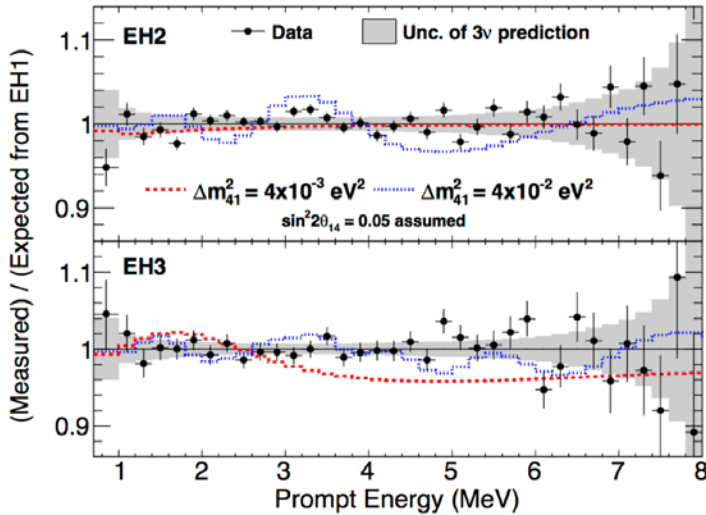 EH2
Data
Unc. of 3ν prediction
1.1
1
0.9
Δm²₄₁ = 4x10⁻³ eV²
Δm²₄₁ = 4x10⁻² eV²
sin²2θ₁₄ = 0.05 assumed
EH3
1.1
1
0.9
(Measured) / (Expected from EH1)
1 2 3 4 5 6 7 8
Prompt Energy (MeV)